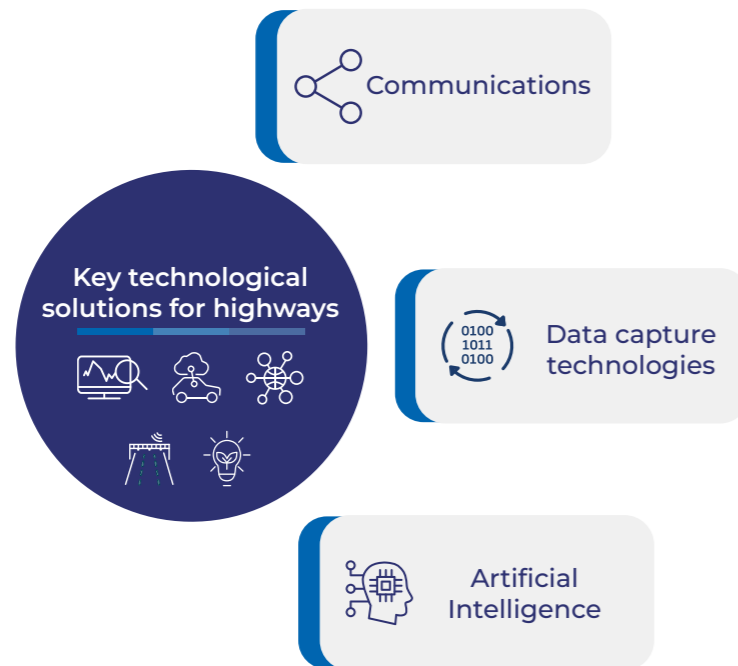 Communications
Key technological
solutions for highways
0100
1011
0100
Data capture
technologies
Artificial
Intelligence